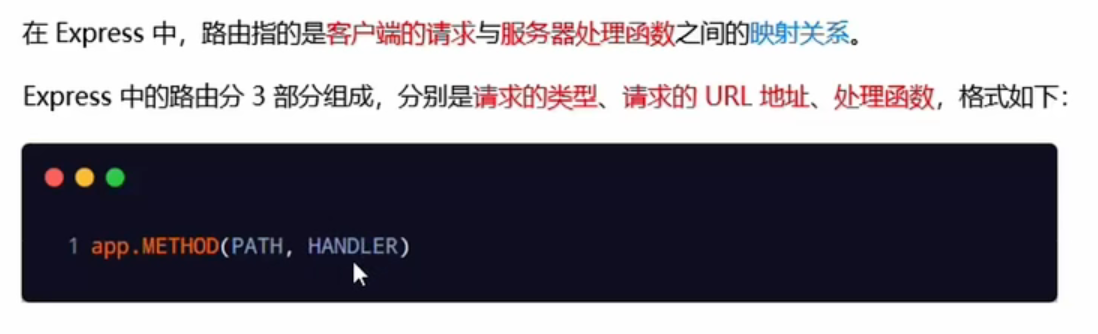 在 Express 中，路由指的是客户端的请求与服务器处理函数之间的映射关系。
Express 中的路由分 3 部分组成，分别是请求的类型、请求的 URL 地址、处理函数，格式如下：
1 app.METHOD(PATH, HANDLER)